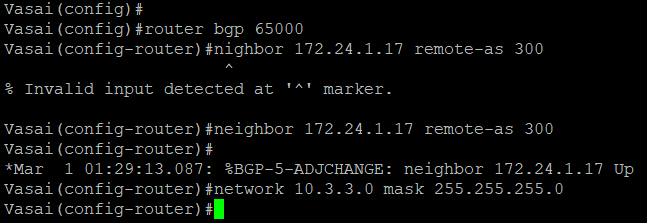 Vasai(config)#
Vasai(config)#router bgp 65000
Vasai(config-router)#nighbor 172.24.1.17 remote-as 300
^
% Invalid input detected at '^' marker.
Vasai(config-router)#neighbor 172.24.1.17 remote-as 300
Vasai(config-router)#
*Mar  1 01:29:13.087: %BGP-5-ADJCHANGE: neighbor 172.24.1.17 Up
Vasai(config-router)#network 10.3.3.0 mask 255.255.255.0
Vasai(config-router)#